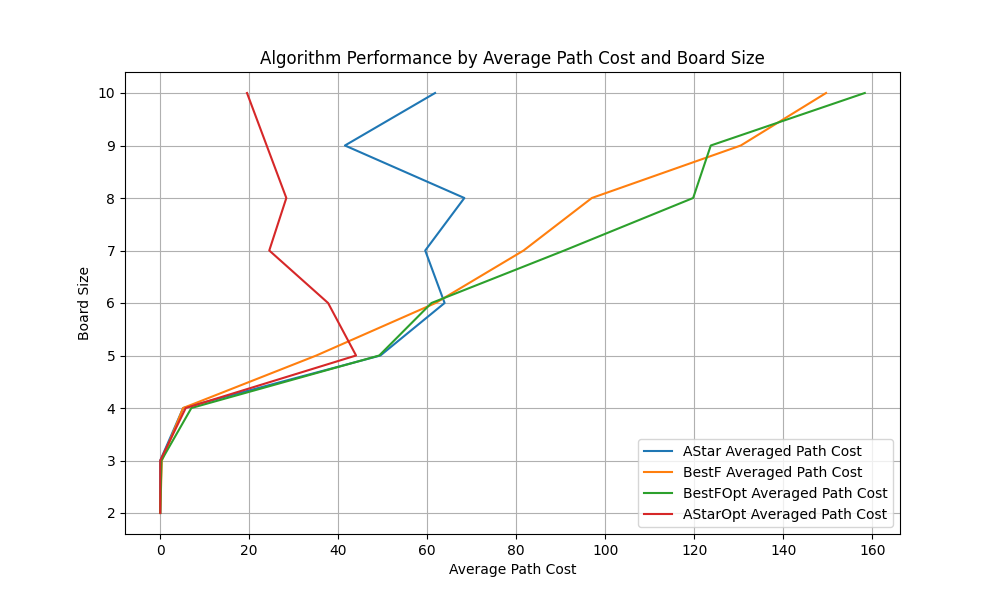 Algorithm Performance by Average Path Cost and Board Size
10
9
8
7
6
5
4
3
2
Board Size
0 20 40 60 80 100 120 140 160
Average Path Cost
AStar Averaged Path Cost
BestF Averaged Path Cost
BestFOpt Averaged Path Cost
AStarOpt Averaged Path Cost